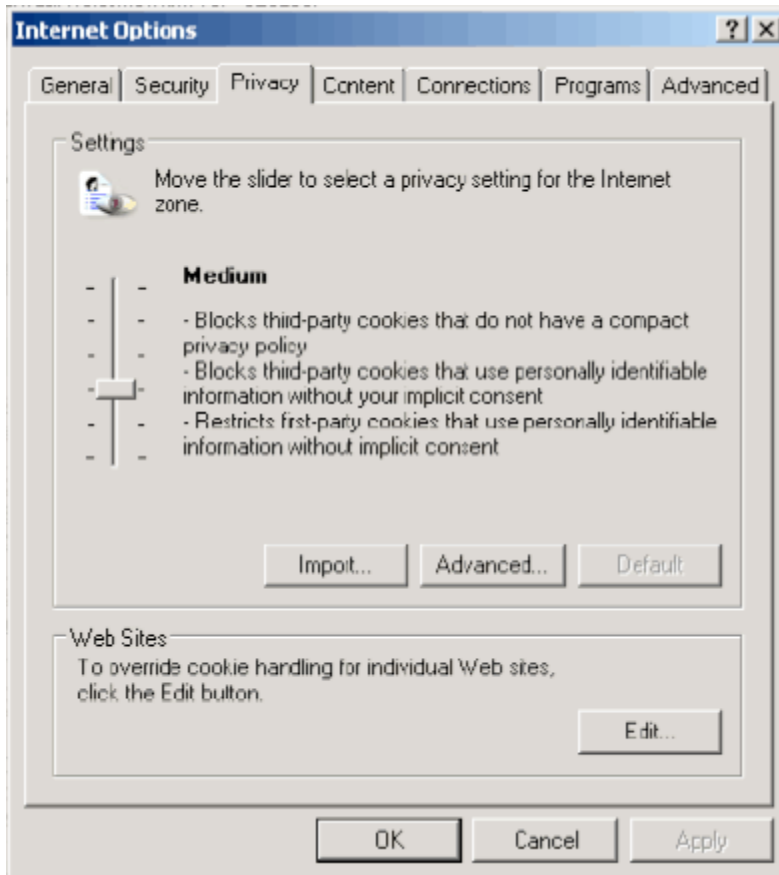 Internet Options
General Security Privacy Content Connections Programs Advanced
Settings
Move the slider to select a privacy setting for the Internet
zone.
Medium
- Blocks third-party cookies that do not have a compact
privacy policy
- Blocks third-party cookies that use personally identifiable
information without your implicit consent
- Restricts first-party cookies that use personally identifiable
information without implicit consent
Import... Advanced... Default
Web Sites
To override cookie handling for individual Web sites,
click the Edit button.
Edit...
OK Cancel Apply